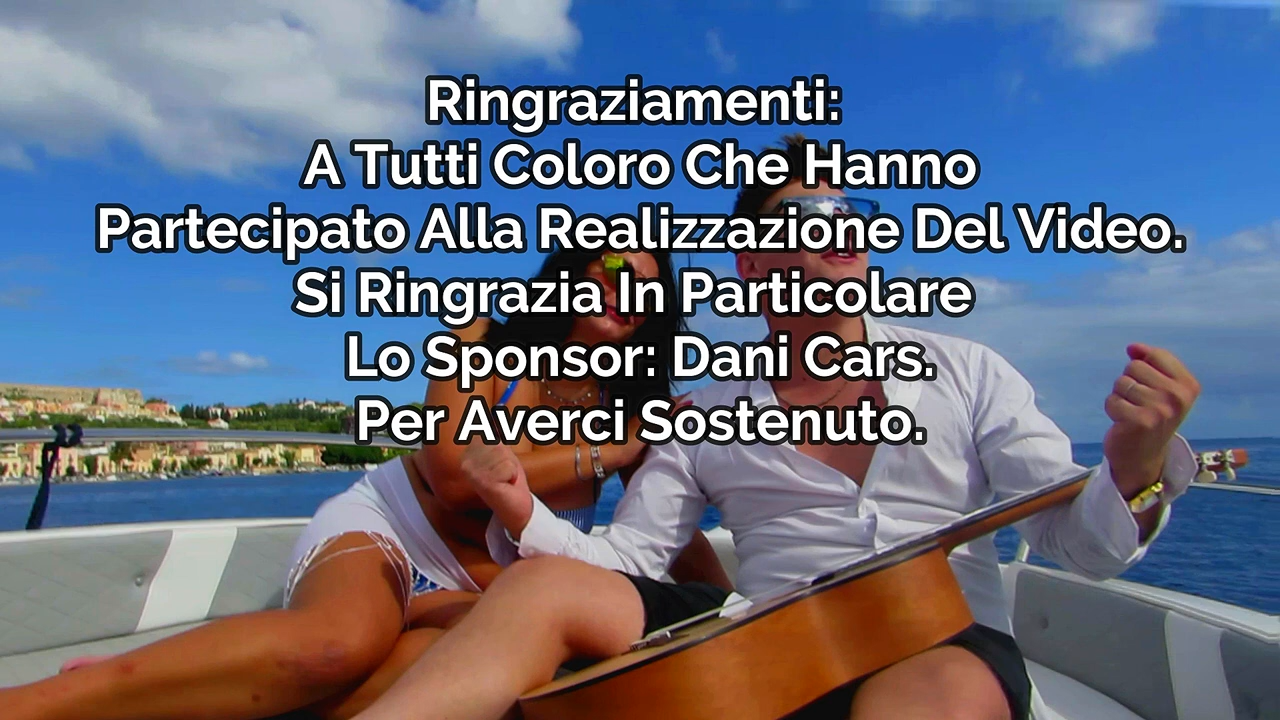 Ringraziamenti:
A Tutti Coloro Che Hanno
Partecipato Alla Realizzazione Del Video.
Si Ringrazia In Particolare
Lo Sponsor: Dani Cars.
Per Averci Sostenuto.